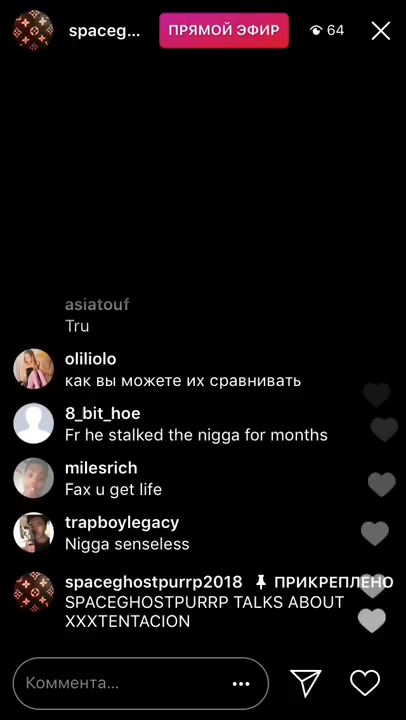 spaceg...
ПРЯМОЙ ЭФИР
64
asiatouf
Tru
oliliolo
как вы можете их сравнивать
8_bit_hoe
Fr he stalked the nigga for months
milesrich
Fax u get life
trapboylegacy
Nigga senseless
spaceghostpurrp2018 ПРИКРЕПЛЕНО
SPACEGHOSTPURRP TALKS ABOUT
XXXTENTACION
Коммента...